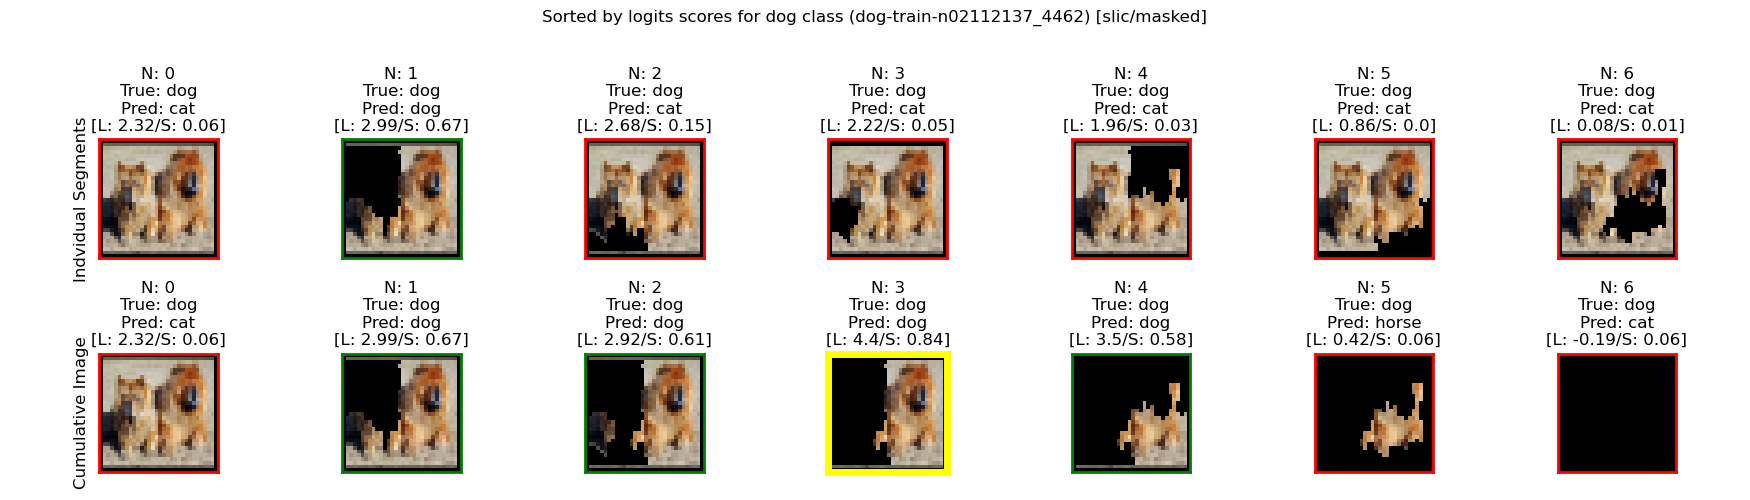 Sorted by logits scores for dog class (dog-train-n02112137_4462) [slic/masked]
Indvidual Segments
N: 0
True: dog
Pred: cat
[L: 2.32/S: 0.06]
N: 1
True: dog
Pred: dog
[L: 2.99/S: 0.67]
N: 2
True: dog
Pred: cat
[L: 2.68/S: 0.15]
N: 3
True: dog
Pred: cat
[L: 2.22/S: 0.05]
N: 4
True: dog
Pred: cat
[L: 1.96/S: 0.03]
N: 5
True: dog
Pred: cat
[L: 0.86/S: 0.0]
N: 6
True: dog
Pred: cat
[L: 0.08/S: 0.01]
Cumulative Image
N: 0
True: dog
Pred: cat
[L: 2.32/S: 0.06]
N: 1
True: dog
Pred: dog
[L: 2.99/S: 0.67]
N: 2
True: dog
Pred: dog
[L: 2.92/S: 0.61]
N: 3
True: dog
Pred: dog
[L: 4.4/S: 0.84]
N: 4
True: dog
Pred: dog
[L: 3.5/S: 0.58]
N: 5
True: dog
Pred: horse
[L: 0.42/S: 0.06]
N: 6
True: dog
Pred: cat
[L: -0.19/S: 0.06]